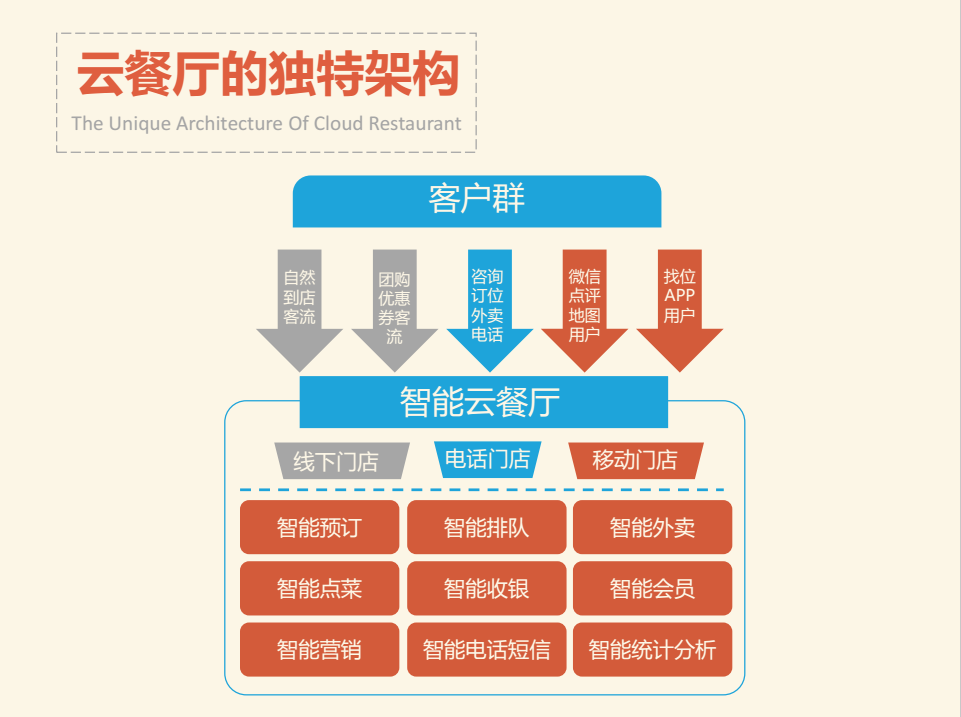 云餐厅的独特架构
The Unique Architecture Of Cloud Restaurant
客户群
自然
到店
客流
团购
优惠
券客
流
咨询
订位
外卖
电话
微信
点评
地图
用户
找位
APP
用户
智能云餐厅
线下门店
电话门店
移动门店
智能预订
智能排队
智能外卖
智能点菜
智能收银
智能会员
智能营销
智能电话短信
智能统计分析